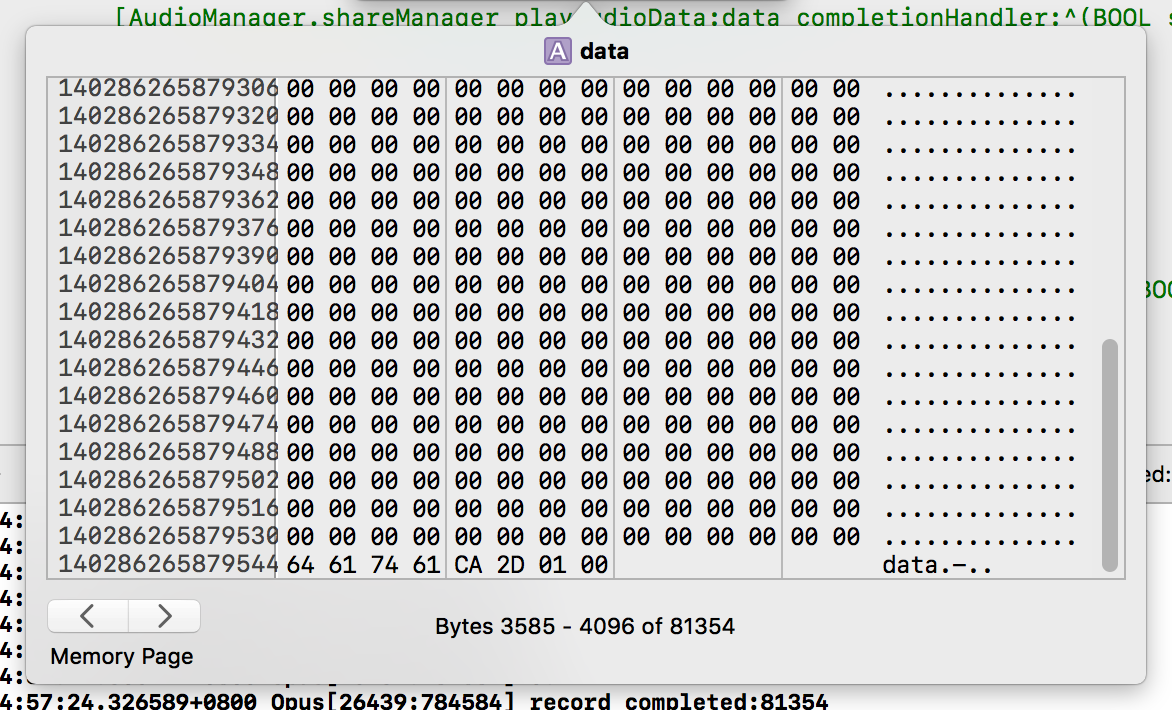 [AudioManager.shareManager playAudioData:data completionHandler:^(BOOL s
data
140286265879306 00 00 00 00 00 00 00 00 00 00 00 00 00 00 ..............
140286265879320 00 00 00 00 00 00 00 00 00 00 00 00 00 00 ..............
140286265879334 00 00 00 00 00 00 00 00 00 00 00 00 00 00 ..............
140286265879348 00 00 00 00 00 00 00 00 00 00 00 00 00 00 ..............
140286265879362 00 00 00 00 00 00 00 00 00 00 00 00 00 00 ..............
140286265879376 00 00 00 00 00 00 00 00 00 00 00 00 00 00 ..............
140286265879390 00 00 00 00 00 00 00 00 00 00 00 00 00 00 ..............
140286265879404 00 00 00 00 00 00 00 00 00 00 00 00 00 00 ..............
140286265879418 00 00 00 00 00 00 00 00 00 00 00 00 00 00 ..............
140286265879432 00 00 00 00 00 00 00 00 00 00 00 00 00 00 ..............
140286265879446 00 00 00 00 00 00 00 00 00 00 00 00 00 00 ..............
140286265879460 00 00 00 00 00 00 00 00 00 00 00 00 00 00 ..............
140286265879474 00 00 00 00 00 00 00 00 00 00 00 00 00 00 ..............
140286265879488 00 00 00 00 00 00 00 00 00 00 00 00 00 00 ..............
140286265879502 00 00 00 00 00 00 00 00 00 00 00 00 00 00 ..............
140286265879516 00 00 00 00 00 00 00 00 00 00 00 00 00 00 ..............
140286265879530 00 00 00 00 00 00 00 00 00 00 00 00 00 00 ..............
140286265879544 64 61 74 61 CA 2D 01 00 data.-..
Bytes 3585 - 4096 of 81354
Memory Page
4:57:24.326589+0800 Opus[26439:784584] record completed:81354